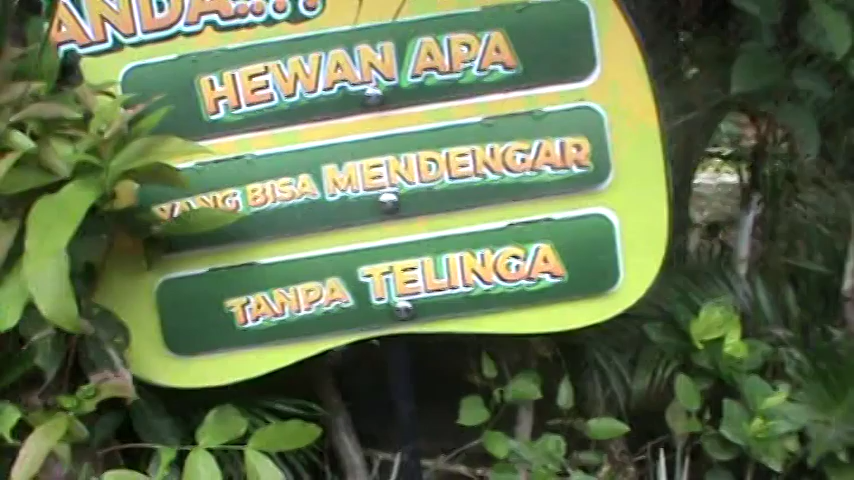 ANDA...??
HEWAN APA
YANG BISA MENDENGAR
TANPA TELINGA